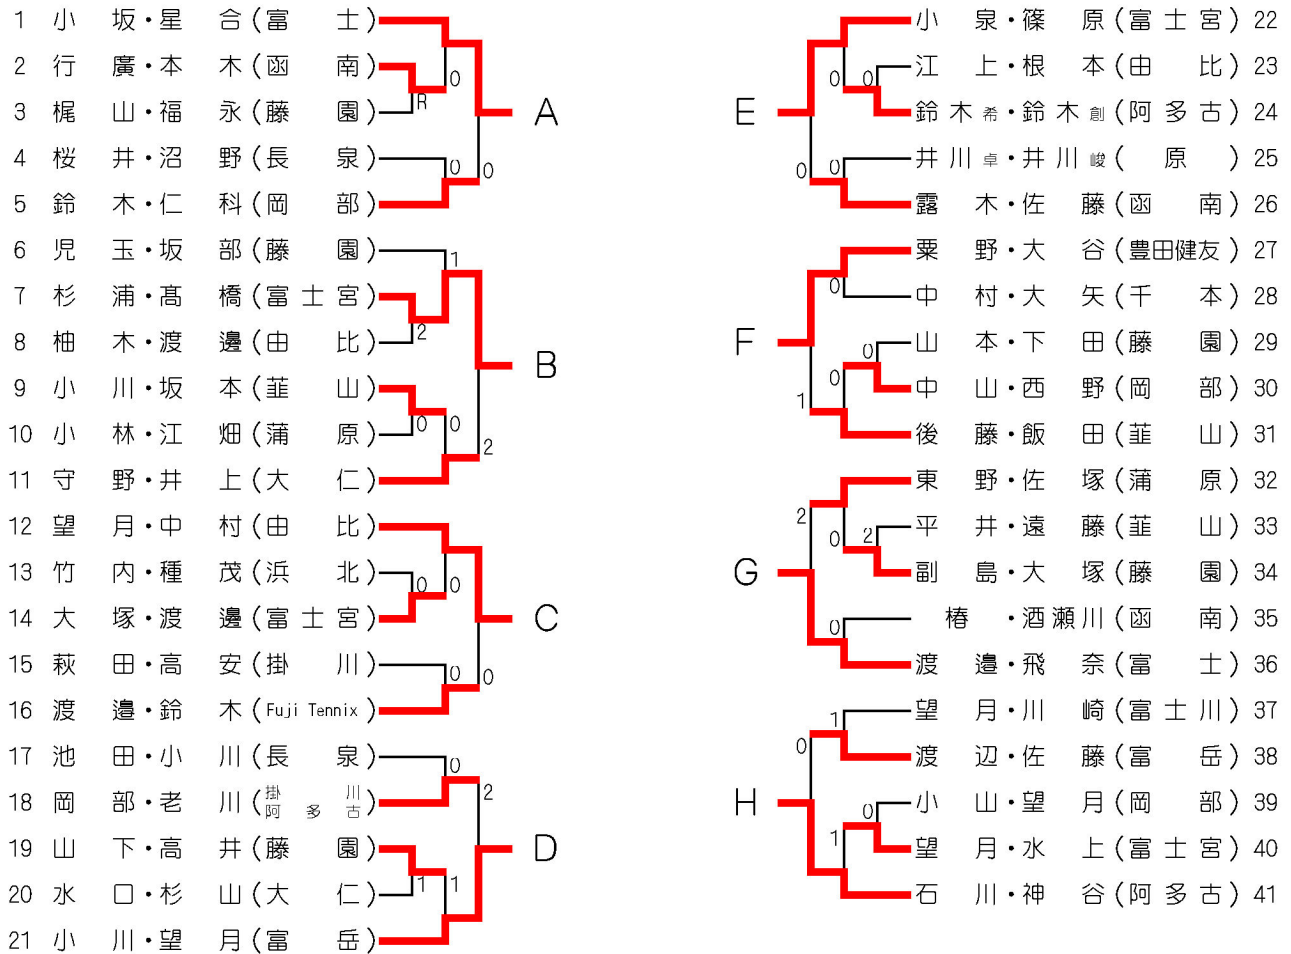 1 小坂・星合(富士)
2 行廣・本木(函南)
0
R
3 梶山・福永(藤園)
A
4 桜井・沼野(長泉)
0
0
5 鈴木・仁科(岡部)
6 児玉・坂部(藤園)
1
7 杉浦・髙橋(富士宮)
2
8 柚木・渡邊(由比)
B
9 小川・坂本(韮山)
0
0
10 小林・江畑(蒲原)
2
11 守野・井上(大仁)
12 望月・中村(由比)
13 竹内・種茂(浜北)
0
0
14 大塚・渡邊(富士宮)
C
15 萩田・高安(掛川)
0
0
16 渡邉・鈴木(Fuji Tennix)
17 池田・小川(長泉)
0
18 岡部・老川(掛川阿多古)
2
19 山下・高井(藤園)
D
20 水口・杉山(大仁)
1
1
21 小川・望月(富岳)
小泉・篠原(富士宮) 22
江上・根本(由比) 23
0
0
鈴木希・鈴木創(阿多古) 24
E
井川卓・井川峻(原) 25
0
0
露木・佐藤(函南) 26
粟野・大谷(豊田健友) 27
0
中村・大矢(千本) 28
F
山本・下田(藤園) 29
0
0
中山・西野(岡部) 30
1
後藤・飯田(韮山) 31
東野・佐塚(蒲原) 32
2
平井・遠藤(韮山) 33
0
2
副島・大塚(藤園) 34
G
椿・酒瀬川(函南) 35
0
渡邉・飛奈(富士) 36
望月・川崎(富士川) 37
1
0
渡辺・佐藤(富岳) 38
小山・望月(岡部) 39
H
0
1
望月・水上(富士宮) 40
石川・神谷(阿多古) 41